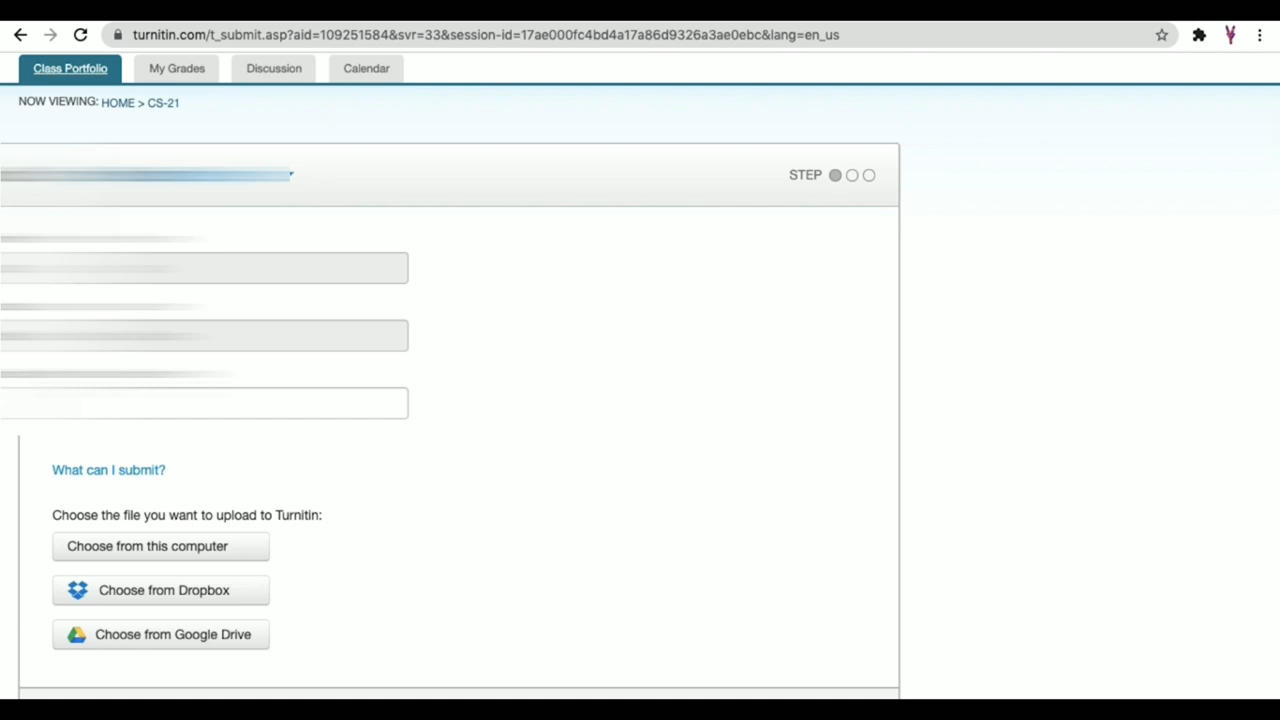 turnitin.com/t_submit.asp?aid=109251584&svr=33&session-id=17ae000fc4bd4a17a86d9326a3ae0ebc&lang=en_us
Class Portfolio My Grades Discussion Calendar
NOW VIEWING: HOME > CS-21
STEP
What can I submit?
Choose the file you want to upload to Turnitin:
Choose from this computer
Choose from Dropbox
Choose from Google Drive